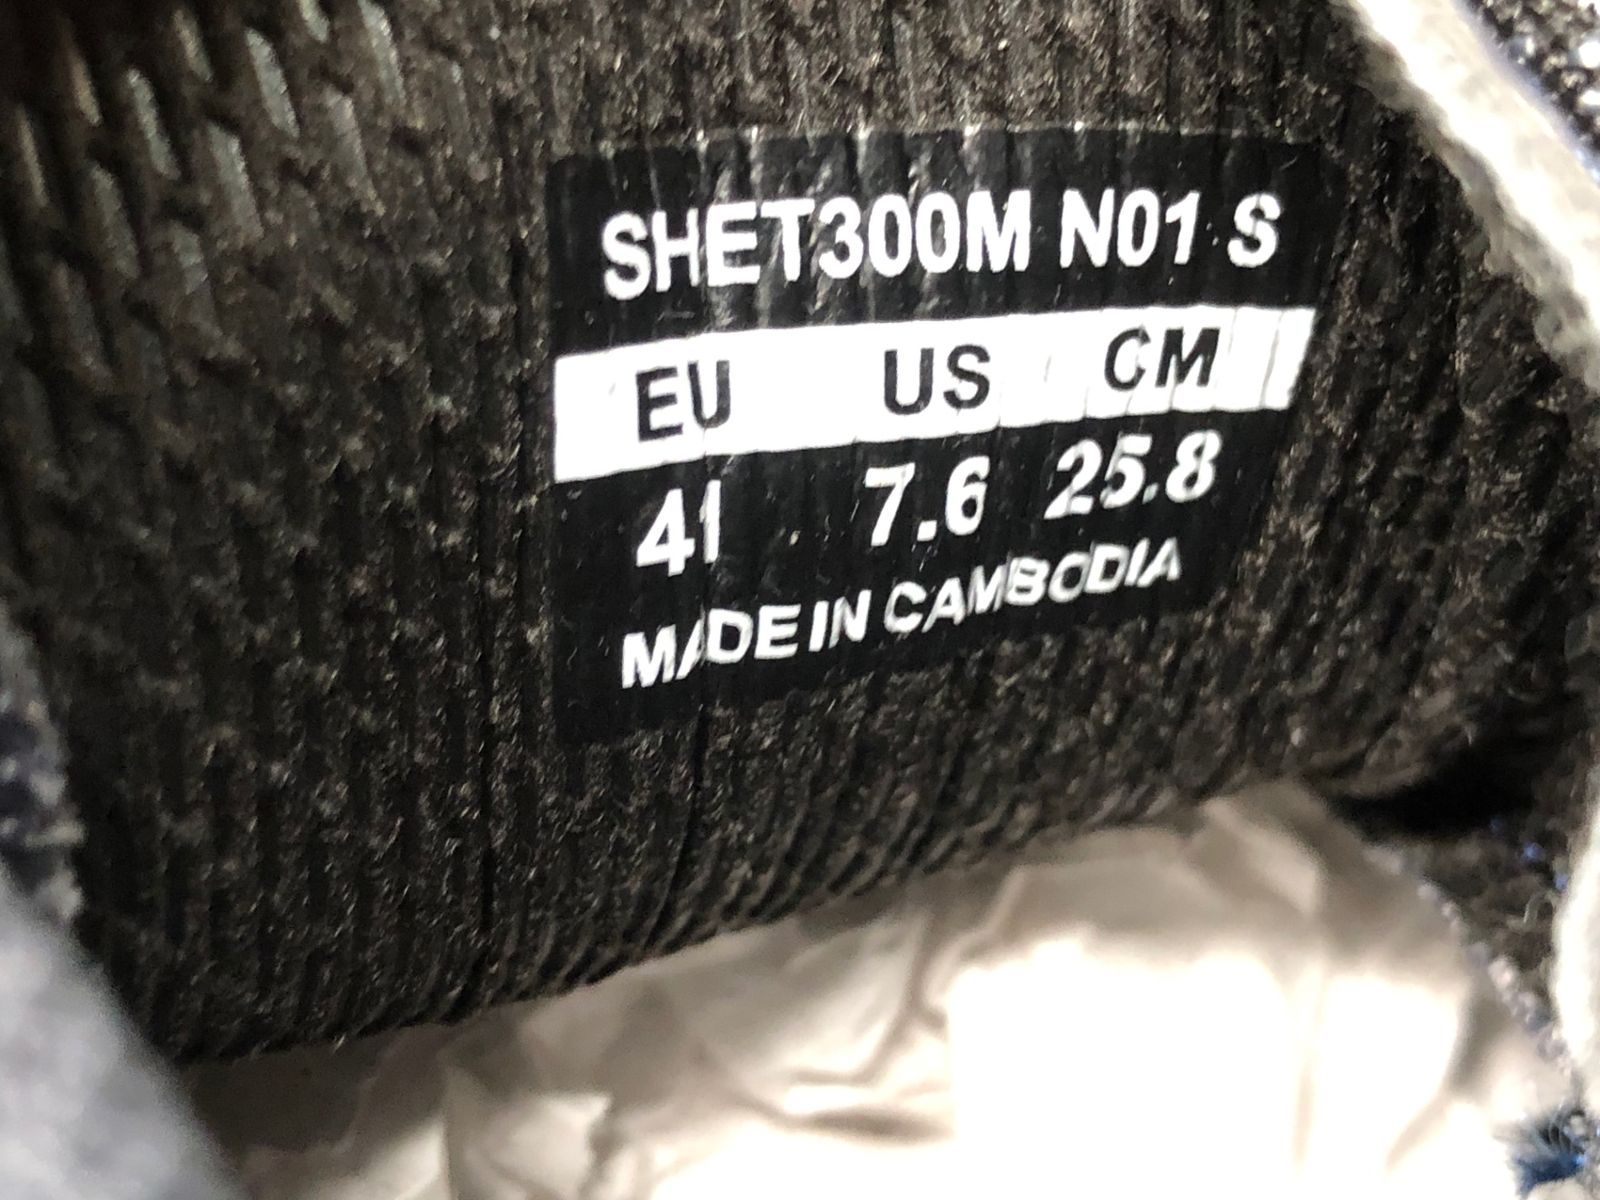 SHET300M N01 S
EU US CM
41 7.6 25.8
MADE IN CAMBODIA